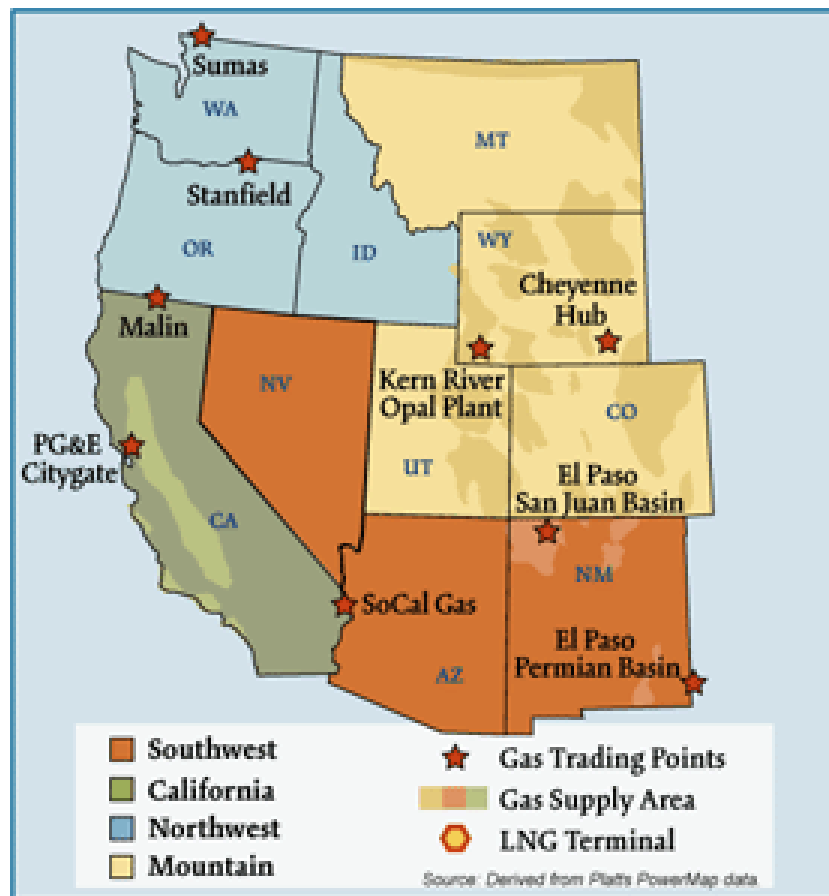 Sumas
WA
MT
Stanfield
OR
ID
WY
Cheyenne
Hub
Malin
NV
Kern River
Opal Plant
CO
PG&E
Citygate
UT
El Paso
San Juan Basin
CA
NM
SoCal Gas
El Paso
Permian Basin
AZ
Southwest
California
Northwest
Mountain
Gas Trading Points
Gas Supply Area
LNG Terminal
Source: Derived from Platts PowerMap data.